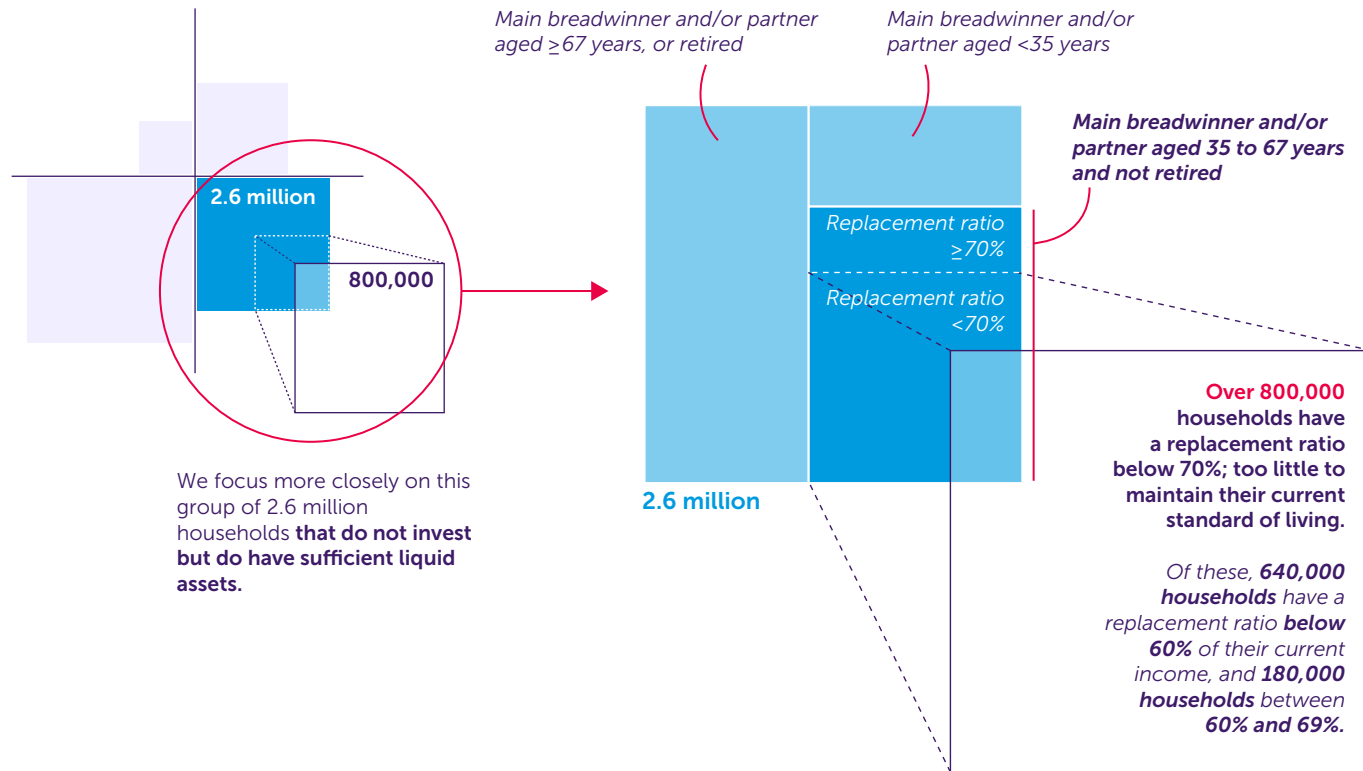 Main breadwinner and/or partner
aged ≥67 years, or retired
Main breadwinner and/or
partner aged <35 years
Main breadwinner and/or
partner aged 35 to 67 years
and not retired
2.6 million
800,000
Replacement ratio
≥70%
Replacement ratio
<70%
2.6 million
We focus more closely on this
group of 2.6 million
households that do not invest
but do have sufficient liquid
assets.
Over 800,000
households have
a replacement ratio
below 70%; too little to
maintain their current
standard of living.
Of these, 640,000
households have a
replacement ratio below
60% of their current
income, and 180,000
households between
60% and 69%.